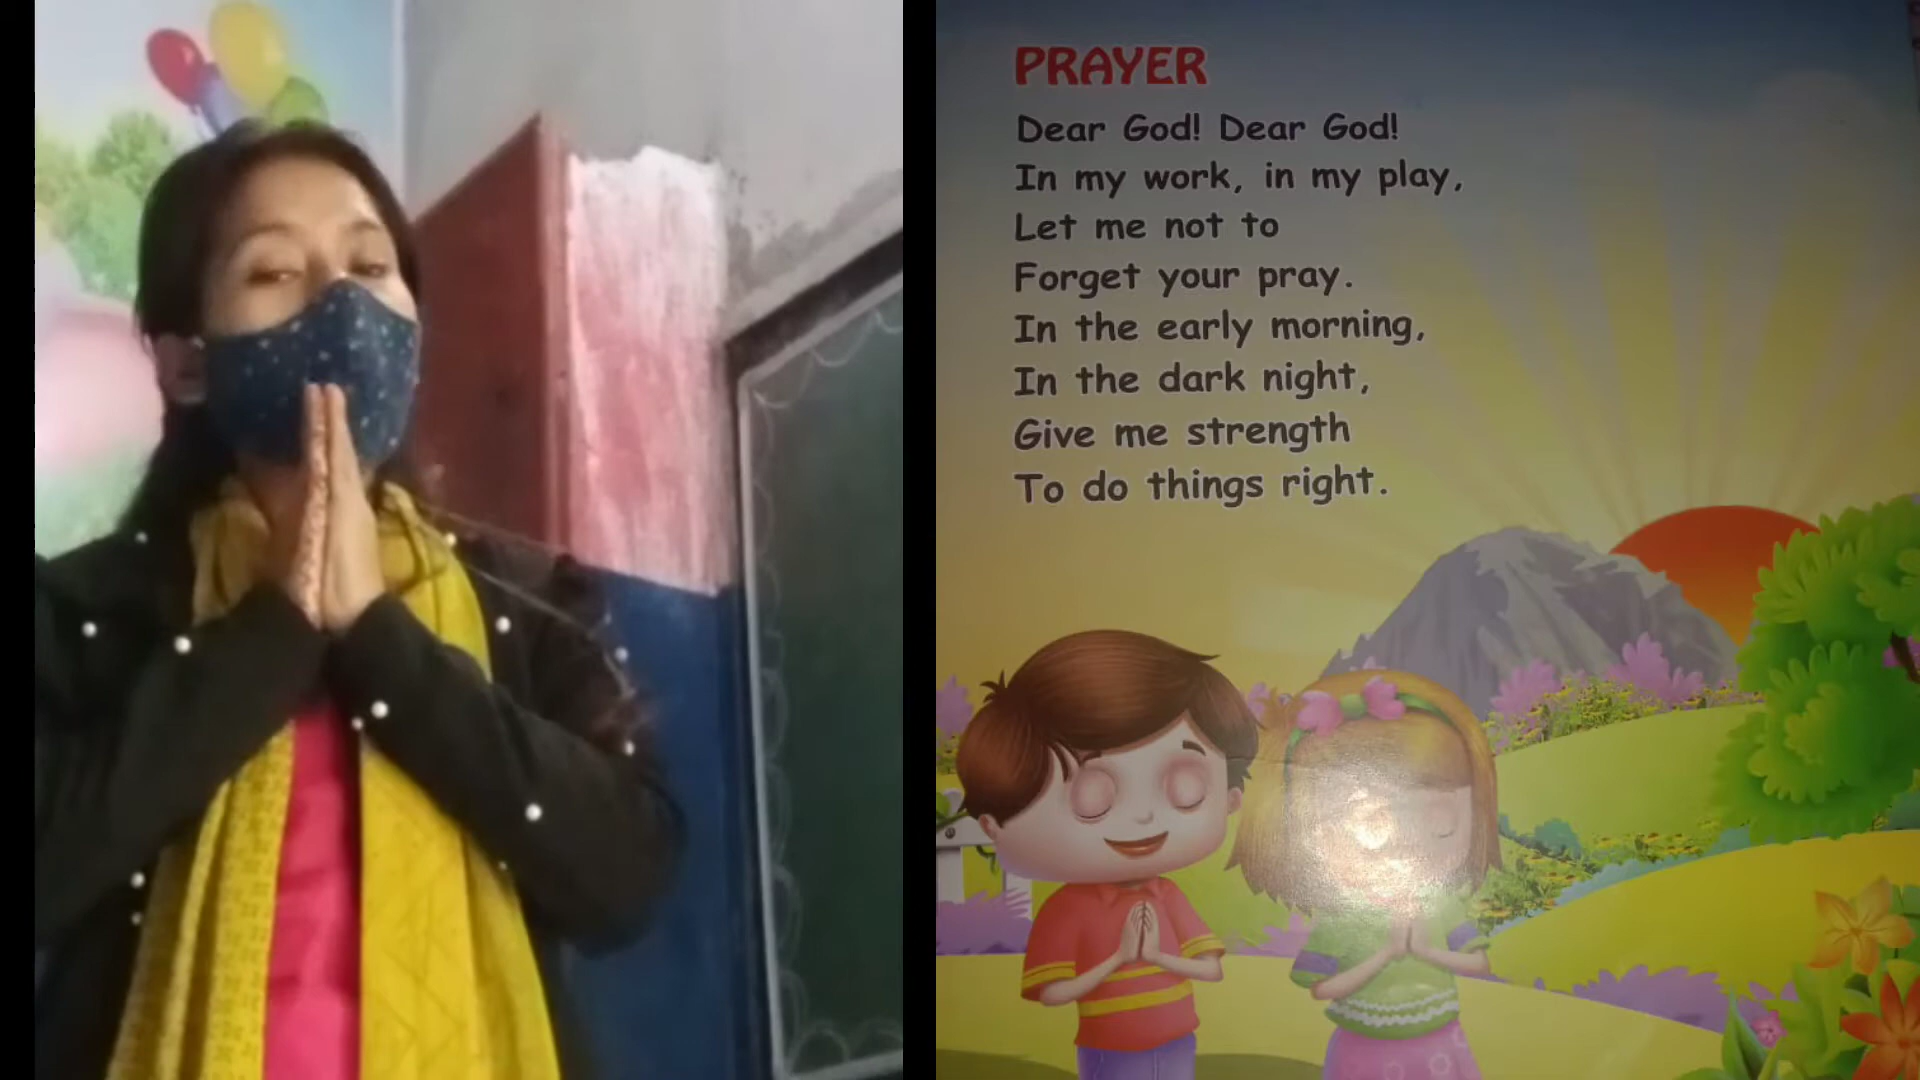 PRAYER
Dear God! Dear God!
In my work, in my play,
Let me not to
Forget your pray.
In the early morning,
In the dark night,
Give me strength
To do things right.